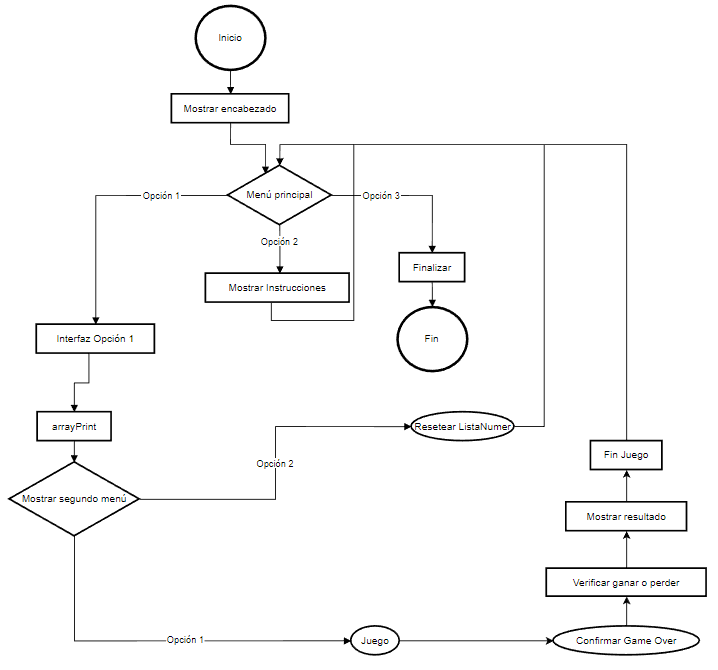 Inicio
Mostrar encabezado
Menú principal
Opción 1
Opción 3
Opción 2
Finalizar
Mostrar Instrucciones
Fin
Interfaz Opción 1
arrayPrint
Resetear ListaNumer
Fin Juego
Opción 2
Mostrar segundo menú
Mostrar resultado
Verificar ganar o perder
Opción 1
Juego
Confirmar Game Over